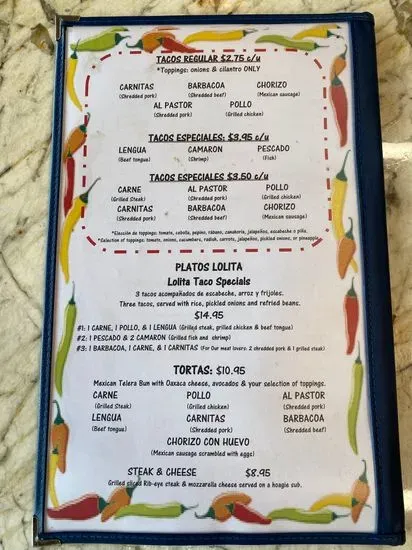 TACOS REGULAR $2.75 c/u
*Toppings: onions & cilantro ONLY
CARNITAS BARBACOA CHORIZO
(Shredded pork) (Shredded beef) (Mexican sausage)
AL PASTOR POLLO
(Shredded pork) (Grilled chicken)
TACOS ESPECIALES: $3.95 c/u
LENGUA CAMARON PESCADO
(Beef tongue) (Shrimp) (Fish)
TACOS ESPECIALES $3.50 c/u
CARNE AL PASTOR POLLO
(Grilled Steak) (Shredded pork) (Grilled chicken)
CARNITAS BARBACOA CHORIZO
(Shredded pork) (Shredded beef) (Mexican sausage)
*Elección de toppings: tomate, cebolla, pepino, rábano, zanahoria, jalapeños, escabeche o piña.
*Selection of toppings: tomato, onions, cucumbers, radish, carrots, jalapeños, pickled onions, or pineapple
PLATOS LOLITA
Lolita Taco Specials
3 tacos acompañados de escabeche, arroz y frijoles.
Three tacos, served with rice, pickled onions and refried beans.
$14.95
#1: 1 CARNE, 1 POLLO, & 1 LENGUA (Grilled steak, grilled chicken & beef tongue)
#2: 1 PESCADO & 2 CAMARON (Grilled fish and shrimp)
#3: 1 BARBACOA, 1 CARNE, & 1 CARNITAS (For Our meat lovers: 2 shredded pork & 1 grilled steak)
TORTAS: $10.95
Mexican Telera Bun with Oaxaca cheese, avocados & your selection of toppings.
CARNE POLLO AL PASTOR
(Grilled Steak) (Grilled chicken) (Shredded pork)
LENGUA CARNITAS BARBACOA
(Beef tongue) (Shredded pork) (Shredded beef)
CHORIZO CON HUEVO
(Mexican sausage scrambled with eggs)
STEAK & CHEESE $8.95
Grilled sliced Rib-eye steak & mozzarella cheese served on a hoagie sub.